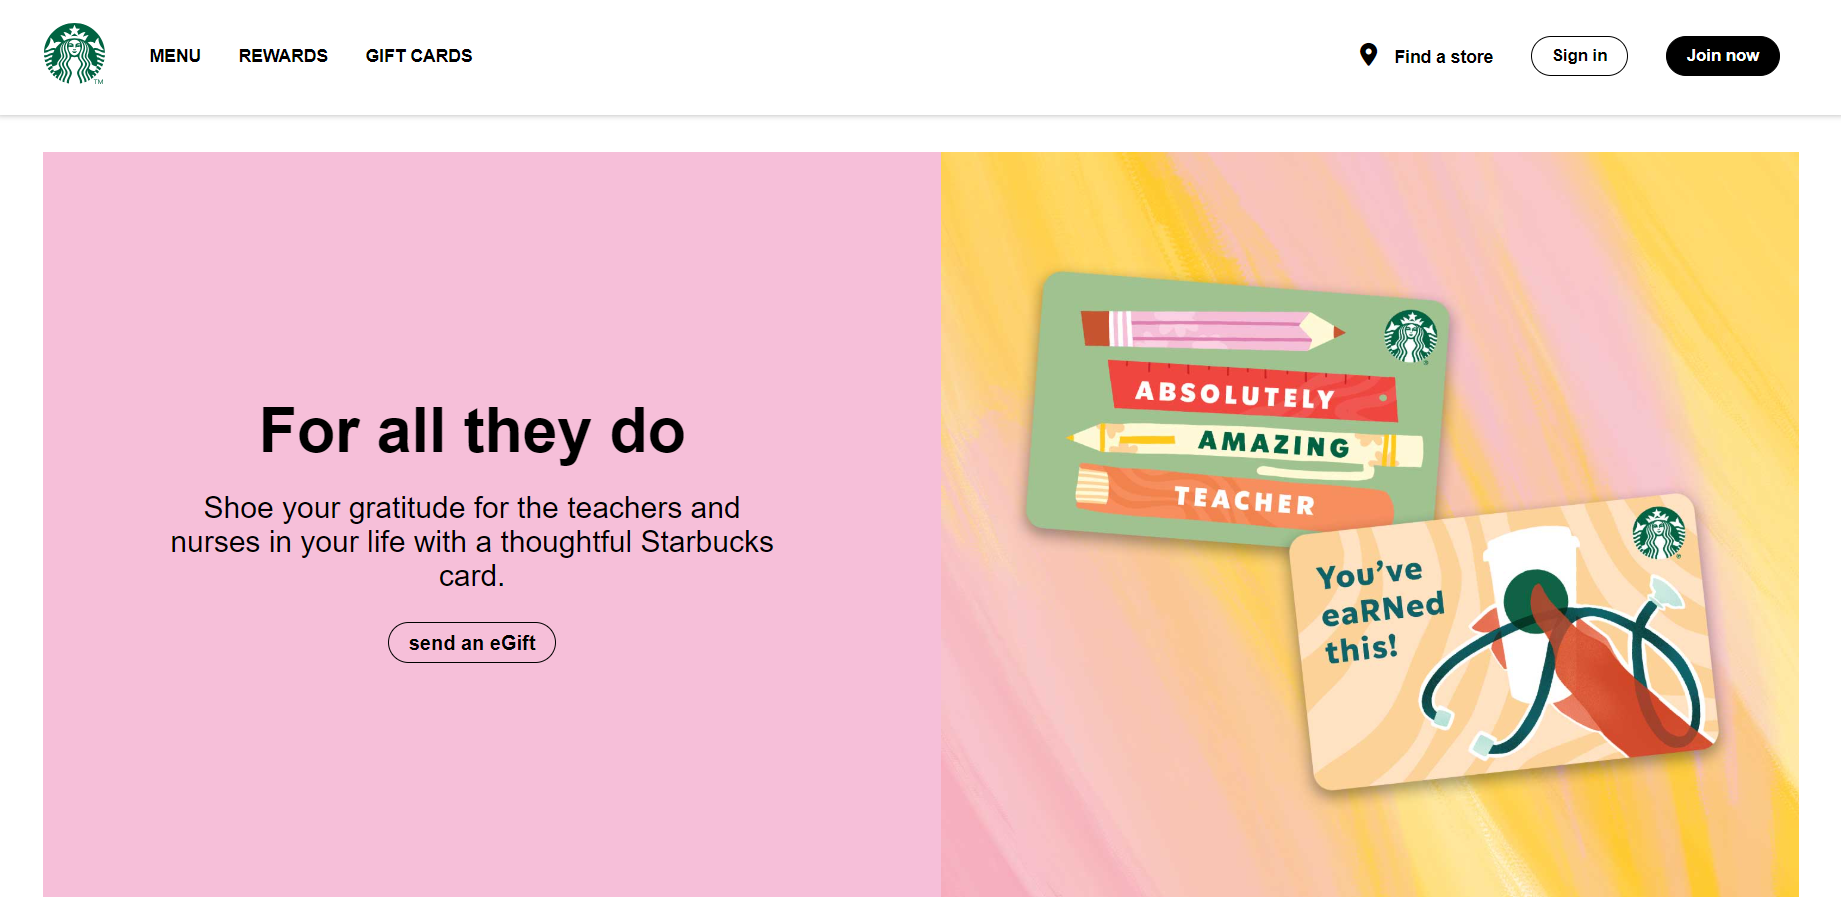 MENU
REWARDS
GIFT CARDS
Find a store
Sign in
Join now
For all they do
Shoe your gratitude for the teachers and
nurses in your life with a thoughtful Starbucks
card.
send an eGift
ABSOLUTELY
AMAZING
TEACHER
You've
eaRNed
this!
TM